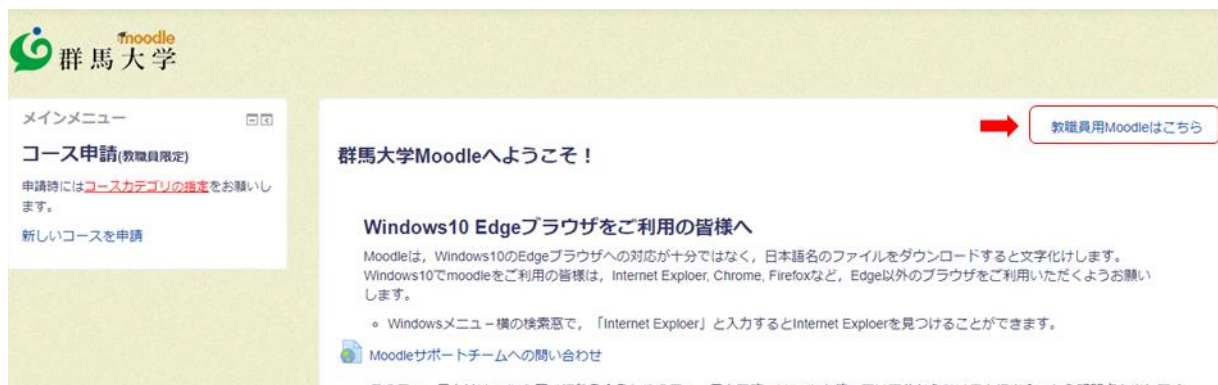 moodle
群馬大学
メインメニュー
コース申請(教職員限定)
申請時にはコースカテゴリの指定をお願いし
ます。
新しいコースを申請
教職員用Moodleはこちら
群馬大学Moodleへようこそ！
Windows10 Edgeブラウザをご利用の皆様へ
Moodleは，Windows10のEdgeブラウザへの対応が十分ではなく，日本語名のファイルをダウンロードすると文字化けします。
Windows10でmoodleをご利用の皆様は，Internet Exploer, Chrome, Firefoxなど，Edge以外のブラウザをご利用いただくようお願い
します。
Windowsメニュー横の検索窓で，「Internet Exploer」と入力するとInternet Exploerを見つけることができます。
Moodleサポートチームへの問い合わせ